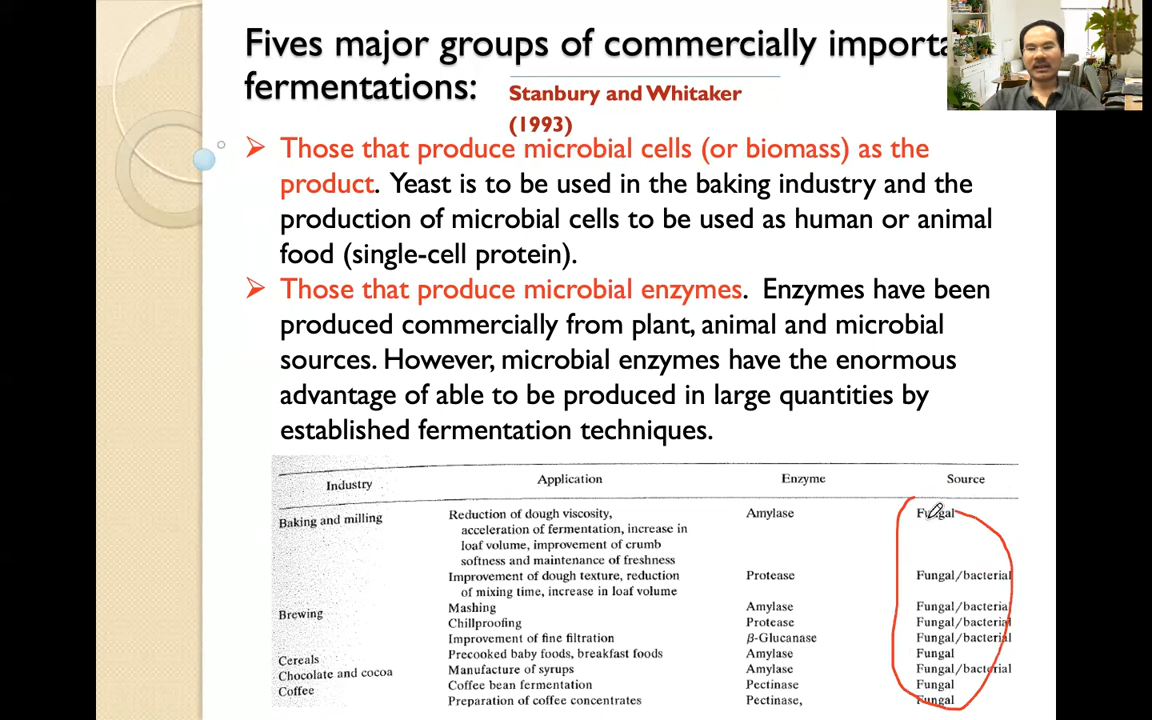 Fives major groups of commercially importa
fermentations:
Stanbury and Whitaker
(1993)
Those that produce microbial cells (or biomass) as the
product. Yeast is to be used in the baking industry and the
production of microbial cells to be used as human or animal
food (single-cell protein).
Those that produce microbial enzymes. Enzymes have been
produced commercially from plant, animal and microbial
sources. However, microbial enzymes have the enormous
advantage of able to be produced in large quantities by
established fermentation techniques.
Industry Application Enzyme Source
Baking and milling Reduction of dough viscosity, Amylase Fungal
acceleration of fermentation, increase in
loaf volume, improvement of crumb
softness and maintenance of freshness
Improvement of dough texture, reduction Protease Fungal/bacterial
of mixing time, increase in loaf volume
Brewing Mashing Amylase Fungal/bacterial
Chillproofing Protease Fungal/bacterial
Improvement of fine filtration β-Glucanase Fungal/bacterial
Cereals Precooked baby foods, breakfast foods Amylase Fungal
Chocolate and cocoa Manufacture of syrups Amylase Fungal/bacterial
Coffee Coffee bean fermentation Pectinase Fungal
Preparation of coffee concentrates Pectinase, Fungal